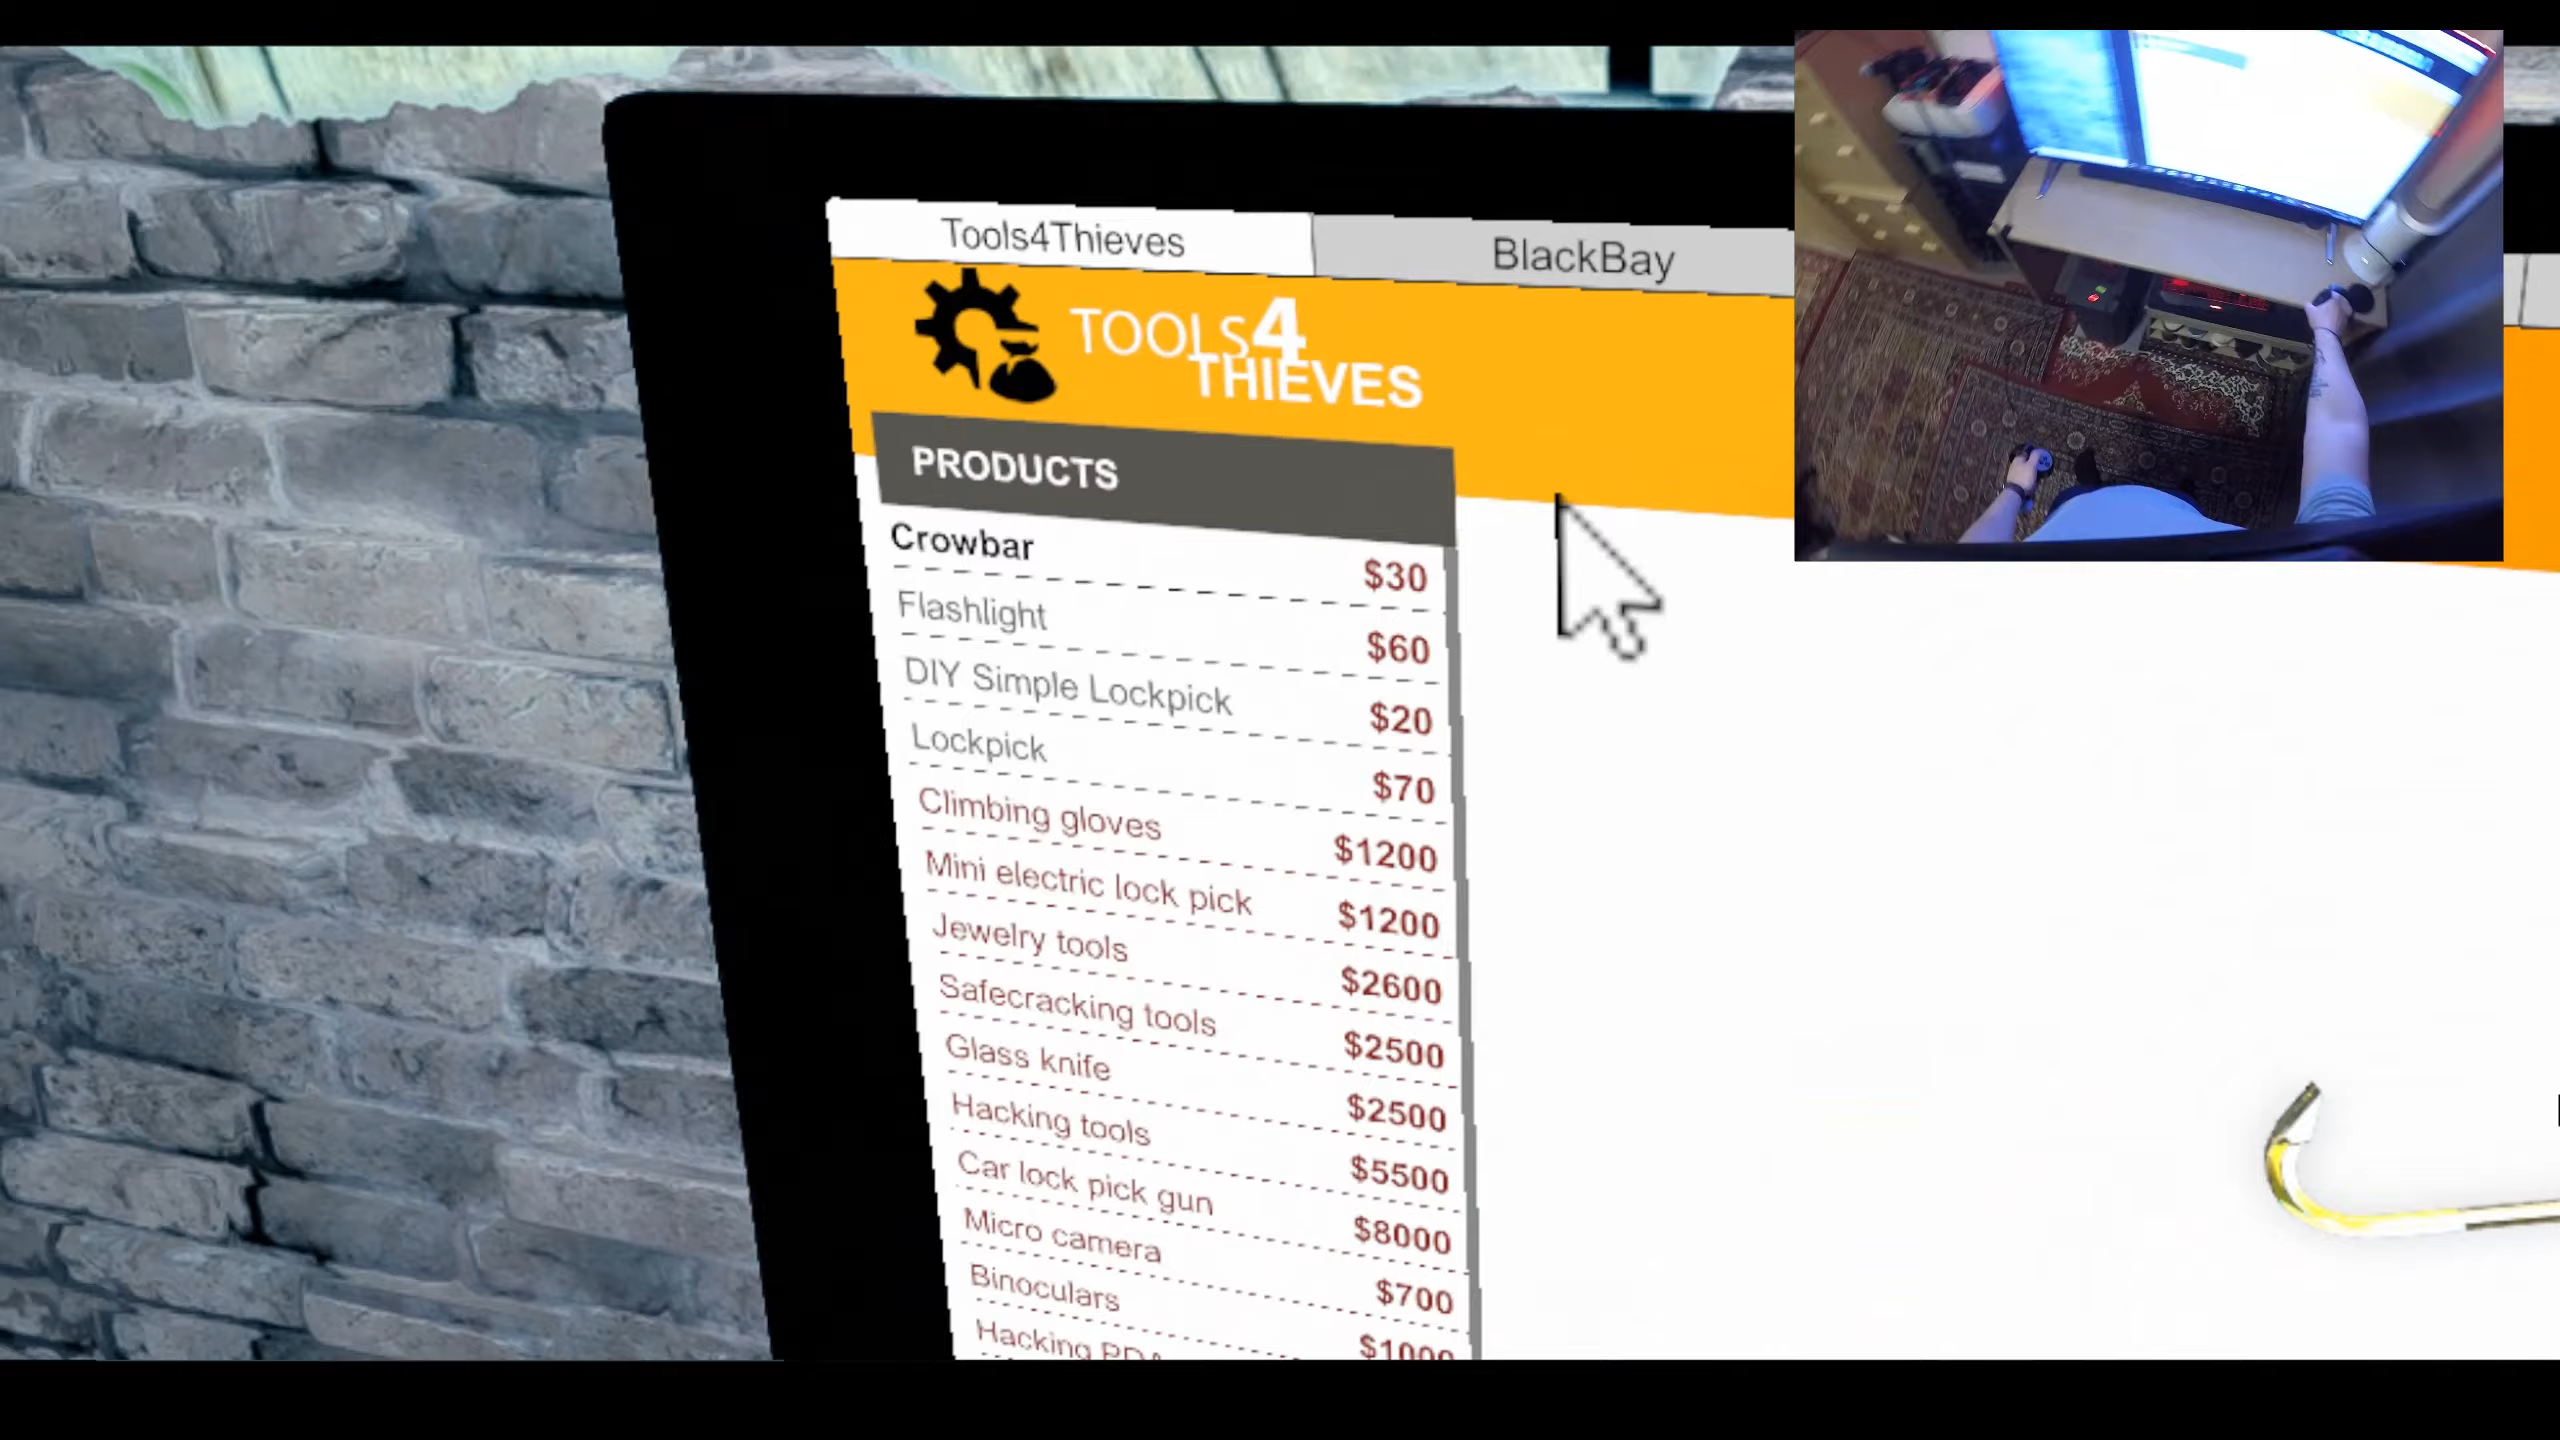 Tools4Thieves
BlackBay
TOOLS4
THIEVES
PRODUCTS
Crowbar $30
Flashlight $60
DIY Simple Lockpick $20
Lockpick $70
Climbing gloves $1200
Mini electric lock pick $1200
Jewelry tools $2600
Safecracking tools $2500
Glass knife $2500
Hacking tools $5500
Car lock pick gun $8000
Micro camera $700
Binoculars $1000
Hacking PDA